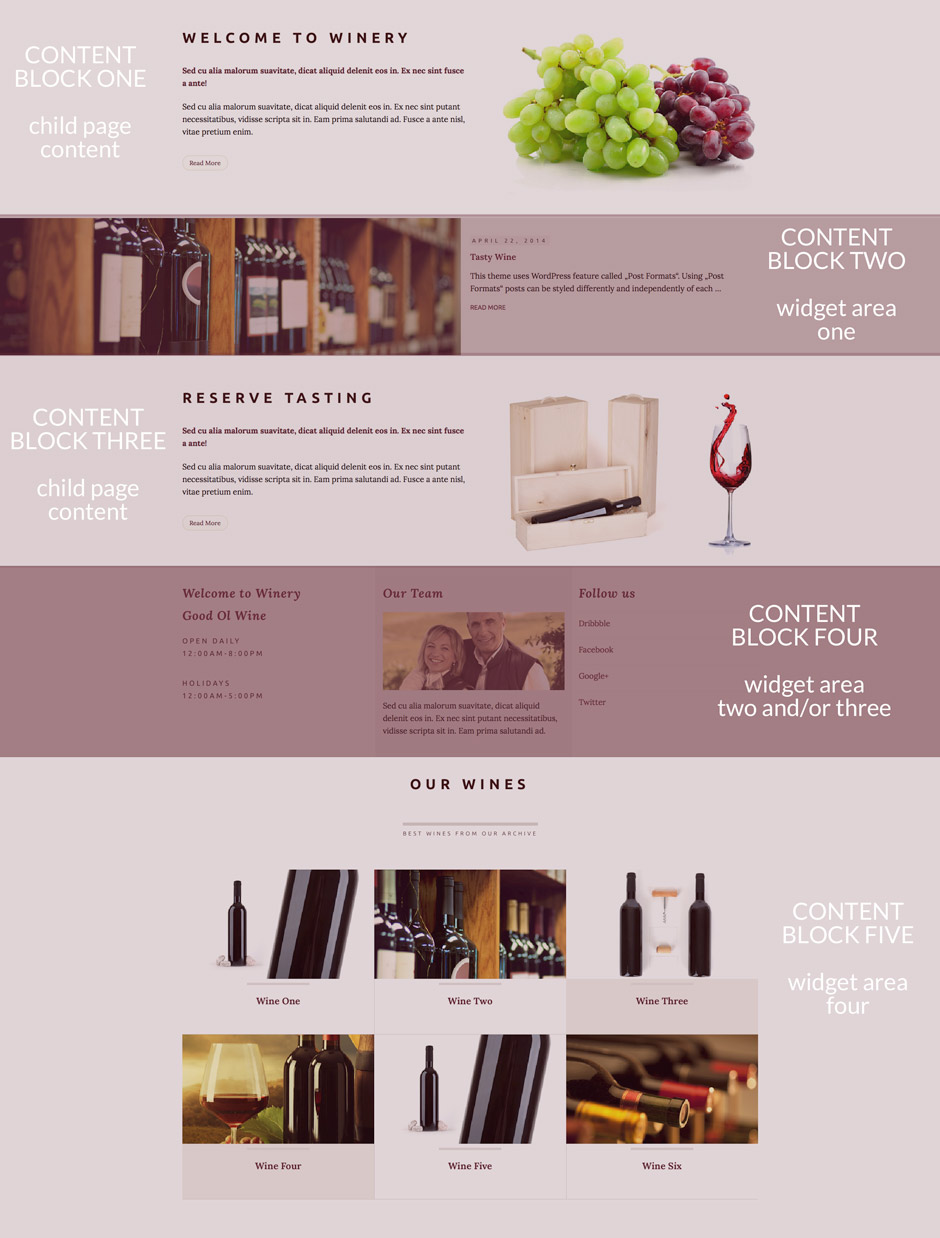 CONTENT
BLOCK ONE
child page
content
WELCOME TO WINERY
Sed cu alia malorum suavitate, dicat aliquid delenit eos in. Ex nec sint fusce
a ante!
Sed cu alia malorum suavitate, dicat aliquid delenit eos in. Ex nec sint putant
necessitatibus, vidisse scripta sit in. Eam prima salutandi ad. Fusce a ante nisl,
vitae pretium enim.
Read More
APRIL 22, 2014
Tasty Wine
This theme uses WordPress feature called „Post Formats“. Using „Post
Formats“ posts can be styled differently and independently of each ...
READ MORE
CONTENT
BLOCK TWO
widget area
one
CONTENT
BLOCK THREE
child page
content
RESERVE TASTING
Sed cu alia malorum suavitate, dicat aliquid delenit eos in. Ex nec sint fusce
a ante!
Sed cu alia malorum suavitate, dicat aliquid delenit eos in. Ex nec sint putant
necessitatibus, vidisse scripta sit in. Eam prima salutandi ad. Fusce a ante nisl,
vitae pretium enim.
Read More
Welcome to Winery
Good Ol Wine
OPEN DAILY
12:00AM-8:00PM
HOLIDAYS
12:00AM-5:00PM
Our Team
Sed cu alia malorum suavitate, dicat aliquid
delenit eos in. Ex nec sint putant necessitatibus,
vidisse scripta sit in. Eam prima salutandi ad.
Follow us
Dribbble
Facebook
Google+
Twitter
CONTENT
BLOCK FOUR
widget area
two and/or three
OUR WINES
BEST WINES FROM OUR ARCHIVE
Wine One
Wine Two
Wine Three
Wine Four
Wine Five
Wine Six
CONTENT
BLOCK FIVE
widget area
four